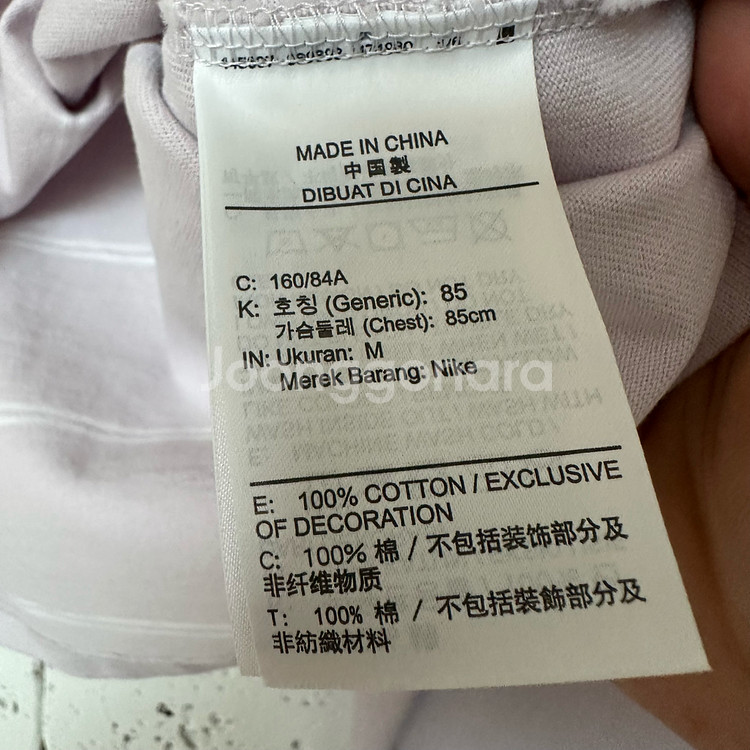 MADE IN CHINA
中国製
DIBUAT DI CINA
C: 160/84A
K: 호칭 (Generic): 85
가슴둘레 (Chest): 85cm
IN: Ukuran: M
Merek Barang: Nike
Joonggonara
E: 100% COTTON / EXCLUSIVE
OF DECORATION
C: 100% 棉 / 不包括装饰部分及
非纤维物质
T: 100% 棉 / 不包括裝飾部分及
非紡織材料